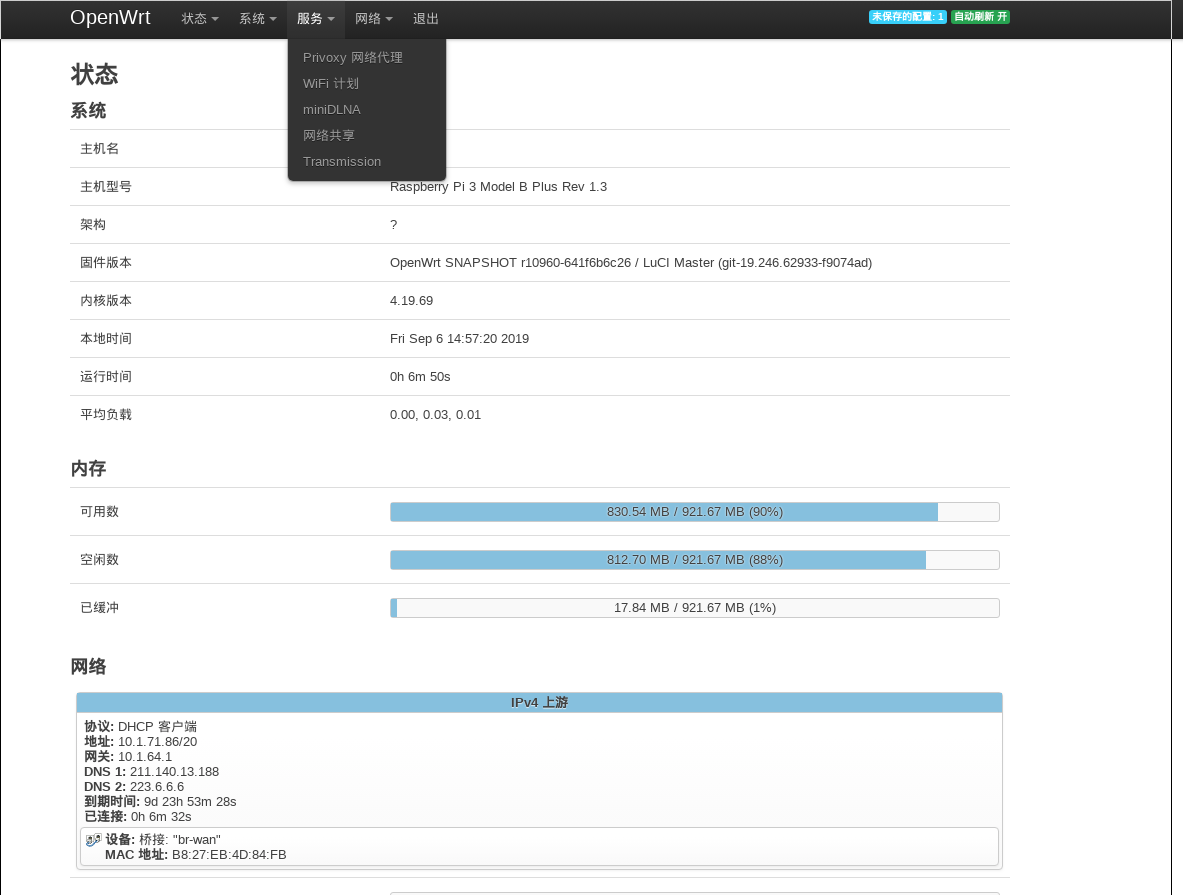 OpenWrt 状态 系统 服务 网络 退出 未保存的配置: 1 自动刷新 开
Privoxy 网络代理
WiFi 计划
miniDLNA
网络共享
Transmission
状态
系统
主机名
主机型号 Raspberry Pi 3 Model B Plus Rev 1.3
架构 ?
固件版本 OpenWrt SNAPSHOT r10960-641f6b6c26 / LuCI Master (git-19.246.62933-f9074ad)
内核版本 4.19.69
本地时间 Fri Sep 6 14:57:20 2019
运行时间 0h 6m 50s
平均负载 0.00, 0.03, 0.01
内存
可用数 830.54 MB / 921.67 MB (90%)
空闲数 812.70 MB / 921.67 MB (88%)
已缓冲 17.84 MB / 921.67 MB (1%)
网络
IPv4 上游
协议: DHCP 客户端
地址: 10.1.71.86/20
网关: 10.1.64.1
DNS 1: 211.140.13.188
DNS 2: 223.6.6.6
到期时间: 9d 23h 53m 28s
已连接: 0h 6m 32s
设备: 桥接: "br-wan"
MAC 地址: B8:27:EB:4D:84:FB